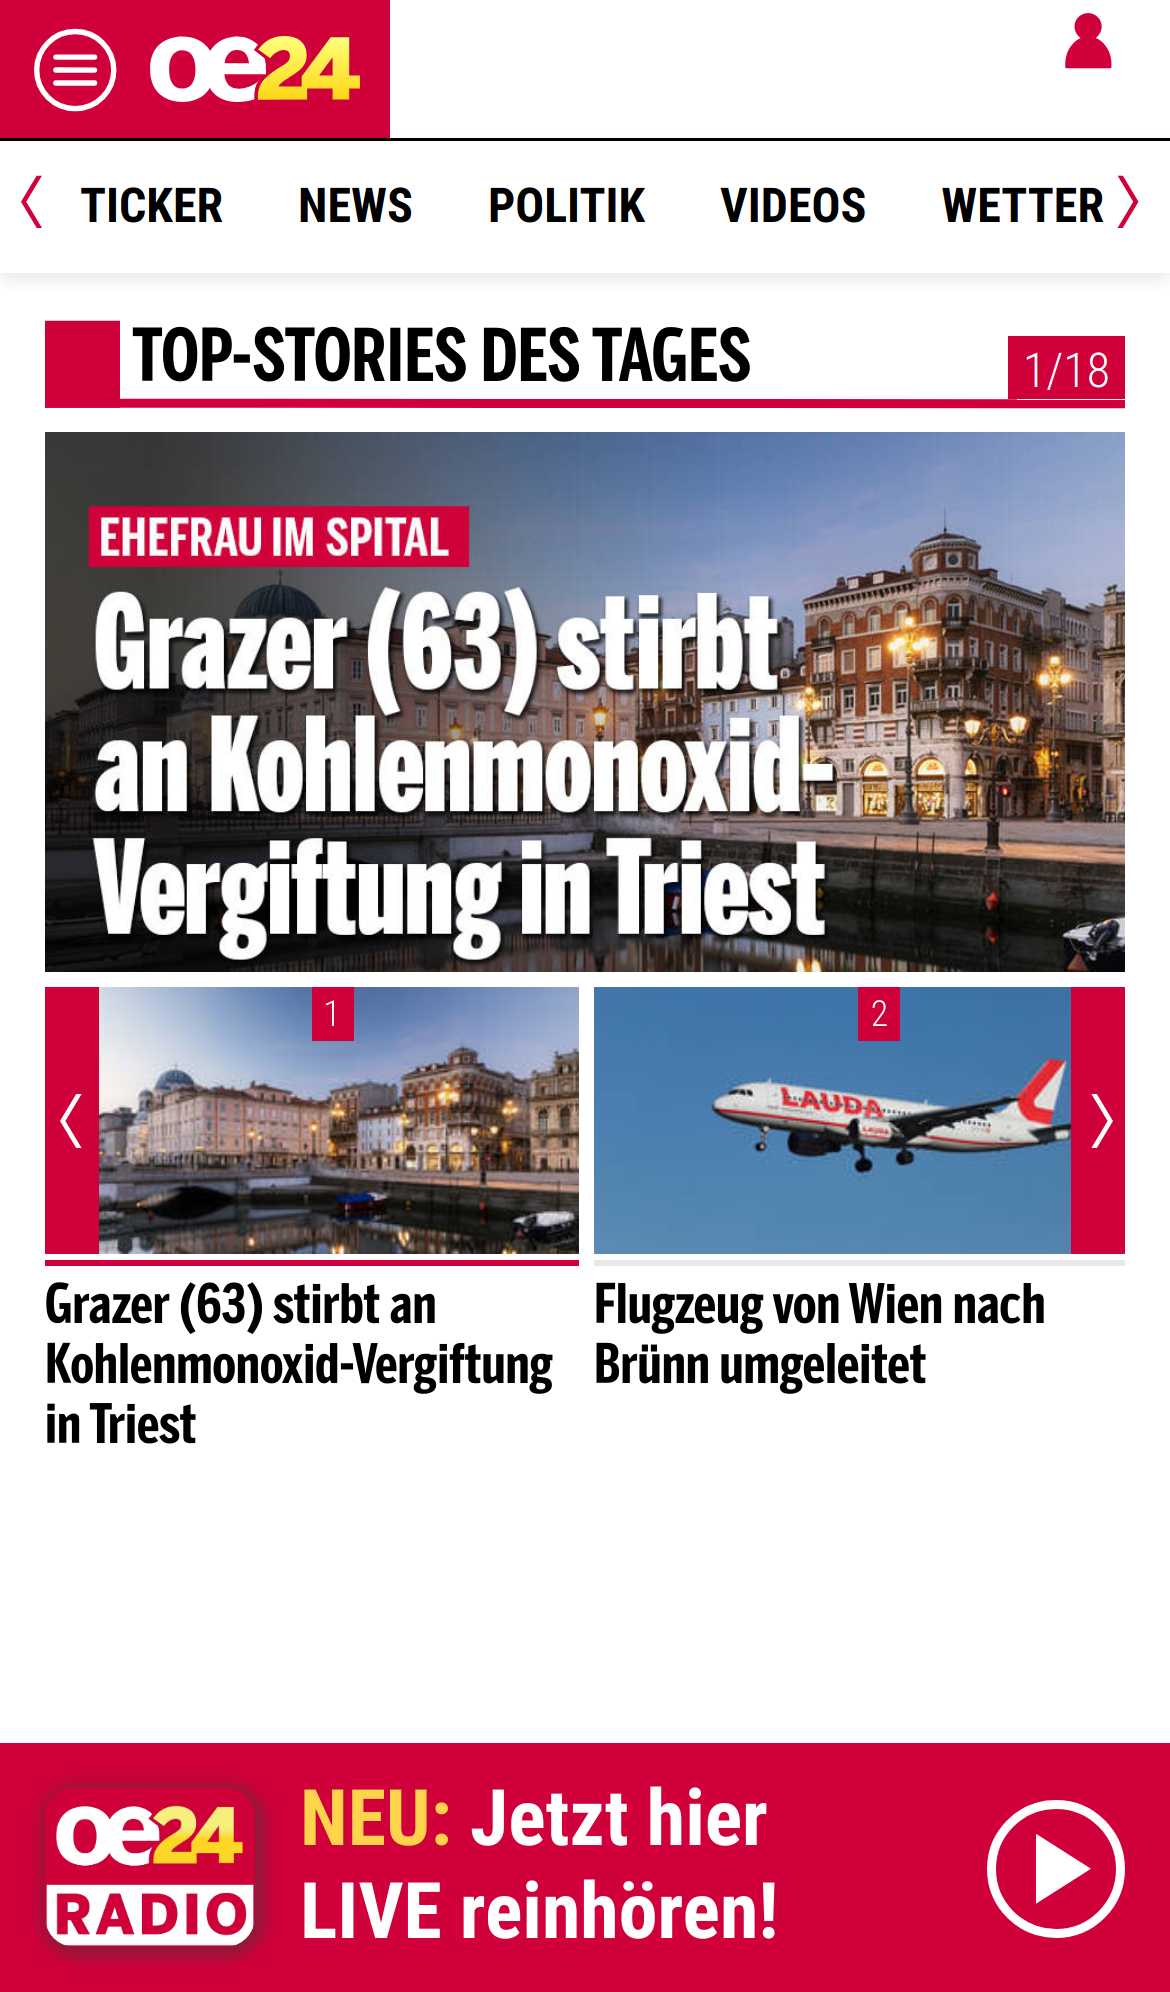 oe24
TICKER NEWS POLITIK VIDEOS WETTER
TOP-STORIES DES TAGES
1/18
EHEFRAU IM SPITAL
Grazer (63) stirbt
an Kohlenmonoxid-
Vergiftung in Triest
1
2
LAUDA
LAUDA
Grazer (63) stirbt an
Kohlenmonoxid-Vergiftung
in Triest
Flugzeug von Wien nach
Brünn umgeleitet
oe24
RADIO
NEU: Jetzt hier
LIVE reinhören!